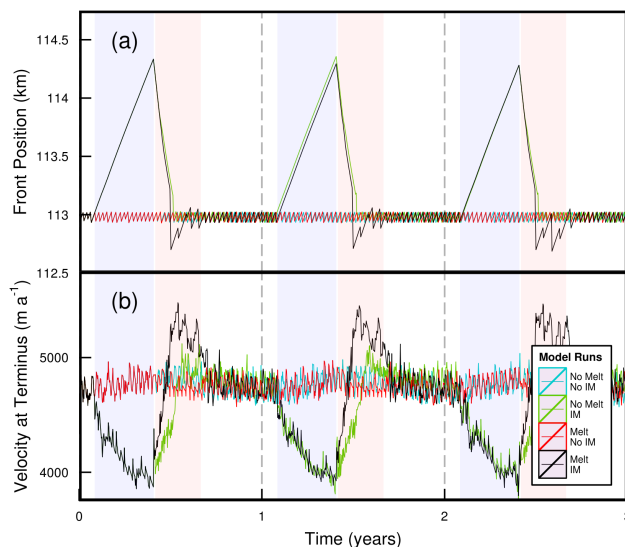 114.5
(a)
114
113.5
113
112.5
Front Position (km)
(b)
5000
4000
Velocity at Terminus (m a⁻¹)
Model Runs
No Melt
No IM
No Melt
IM
Melt
No IM
Melt
IM
0 1 2 3
Time (years)